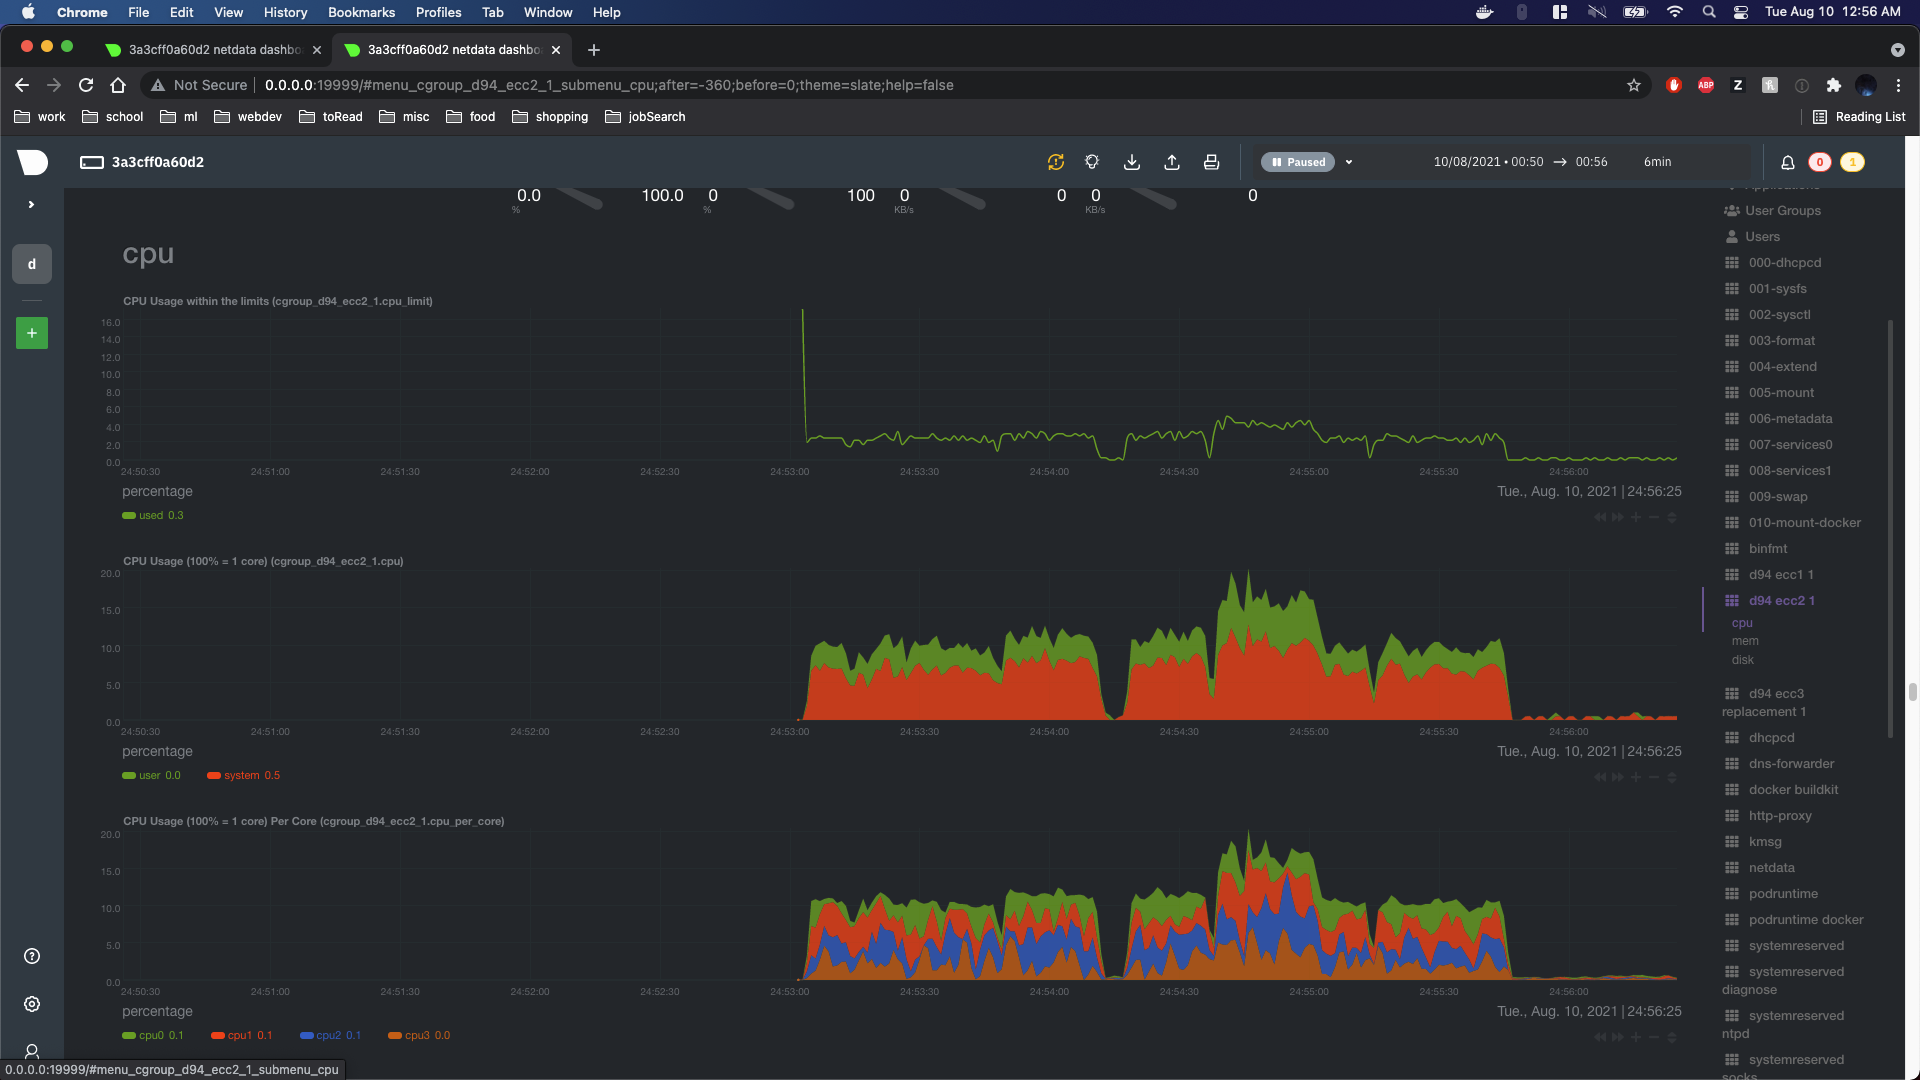 Chrome File Edit View History Bookmarks Profiles Tab Window Help Tue Aug 10 12:56 AM
3a3cff0a60d2 netdata dashbo 3a3cff0a60d2 netdata dashbo
Not Secure 0.0.0.0:19999/#menu_cgroup_d94_ecc2_1_submenu_cpu;after=-360;before=0;theme=slate;help=false
ABP Z
work school ml webdev toRead misc food shopping jobSearch Reading List
3a3cff0a60d2 Paused 10/08/2021 • 00:50 → 00:56 6min 0 1
d
+
0.0 100.0 0 100 0 0 0 0
% % KB/s KB/s
cpu
CPU Usage within the limits (cgroup_d94_ecc2_1.cpu_limit)
16.0
14.0
12.0
10.0
8.0
6.0
4.0
2.0
0.0
24:50:30 24:51:00 24:51:30 24:52:00 24:52:30 24:53:00 24:53:30 24:54:00 24:54:30 24:55:00 24:55:30 24:56:00
percentage Tue., Aug. 10, 2021 | 24:56:25
used 0.3
CPU Usage (100% = 1 core) (cgroup_d94_ecc2_1.cpu)
20.0
15.0
10.0
5.0
0.0
24:50:30 24:51:00 24:51:30 24:52:00 24:52:30 24:53:00 24:53:30 24:54:00 24:54:30 24:55:00 24:55:30 24:56:00
percentage Tue., Aug. 10, 2021 | 24:56:25
user 0.0 system 0.5
CPU Usage (100% = 1 core) Per Core (cgroup_d94_ecc2_1.cpu_per_core)
20.0
15.0
10.0
5.0
0.0
24:50:30 24:51:00 24:51:30 24:52:00 24:52:30 24:53:00 24:53:30 24:54:00 24:54:30 24:55:00 24:55:30 24:56:00
percentage Tue., Aug. 10, 2021 | 24:56:25
cpu0 0.1 cpu1 0.1 cpu2 0.1 cpu3 0.0
Applications
User Groups
Users
000-dhcpcd
001-sysfs
002-sysctl
003-format
004-extend
005-mount
006-metadata
007-services0
008-services1
009-swap
010-mount-docker
binfmt
d94 ecc1 1
d94 ecc2 1
cpu
mem
disk
d94 ecc3
replacement 1
dhcpcd
dns-forwarder
docker buildkit
http-proxy
kmsg
netdata
podruntime
podruntime docker
systemreserved
systemreserved
diagnose
systemreserved
ntpd
systemreserved
socks
0.0.0.0:19999/#menu_cgroup_d94_ecc2_1_submenu_cpu